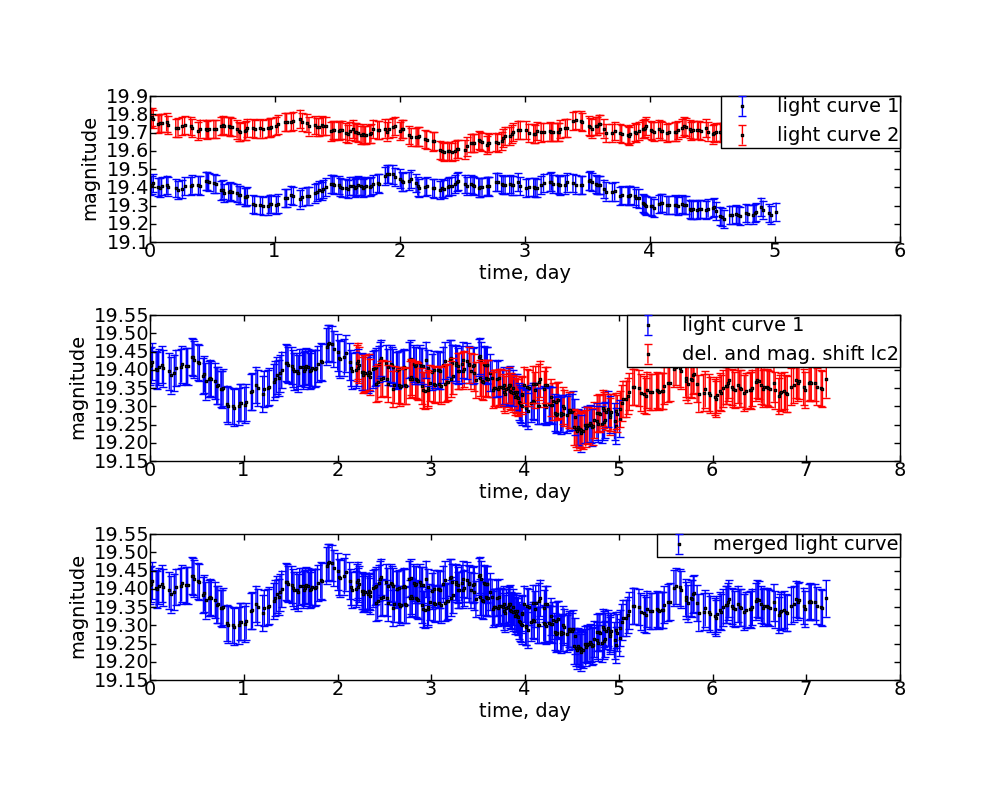 19.9
19.8
19.7
19.6
19.5
19.4
19.3
19.2
19.1
magnitude
light curve 1
light curve 2
0 1 2 3 4 5 6
time, day
19.55
19.50
19.45
19.40
19.35
19.30
19.25
19.20
19.15
magnitude
light curve 1
del. and mag. shift lc2
0 1 2 3 4 5 6 7 8
time, day
19.55
19.50
19.45
19.40
19.35
19.30
19.25
19.20
19.15
magnitude
merged light curve
0 1 2 3 4 5 6 7 8
time, day